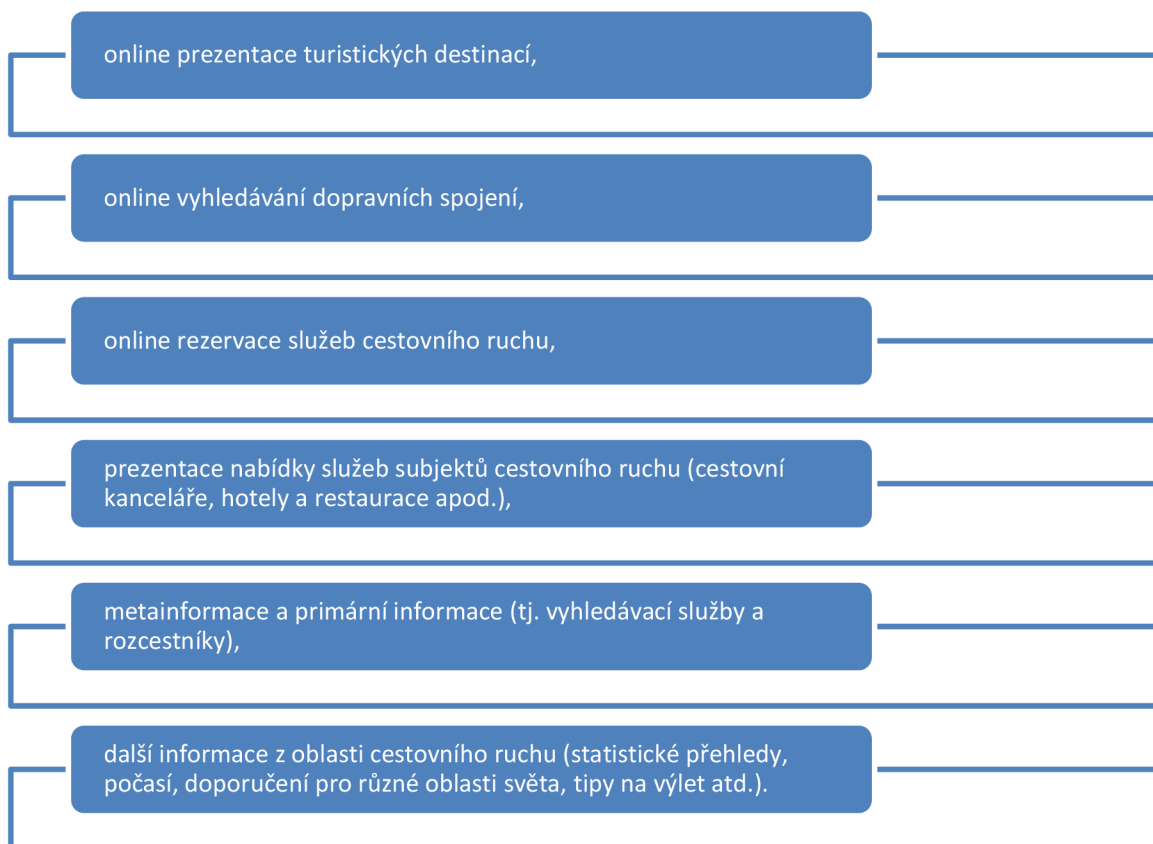 online prezentace turistických destinací,
online vyhledávání dopravních spojení,
online rezervace služeb cestovního ruchu,
prezentace nabídky služeb subjektů cestovního ruchu (cestovní
kanceláře, hotely a restaurace apod.),
metainformace a primární informace (tj. vyhledávací služby a
rozcestníky),
další informace z oblasti cestovního ruchu (statistické přehledy,
počasí, doporučení pro různé oblasti světa, tipy na výlet atd.).